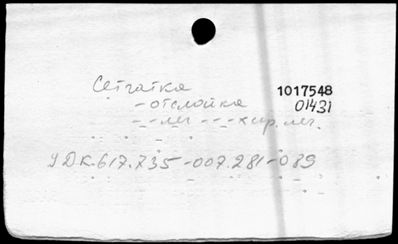 Сетчатка 1017548
- отслойка 01431
- - леч - - - хир. леч.
УДК.617.735-007.281-089